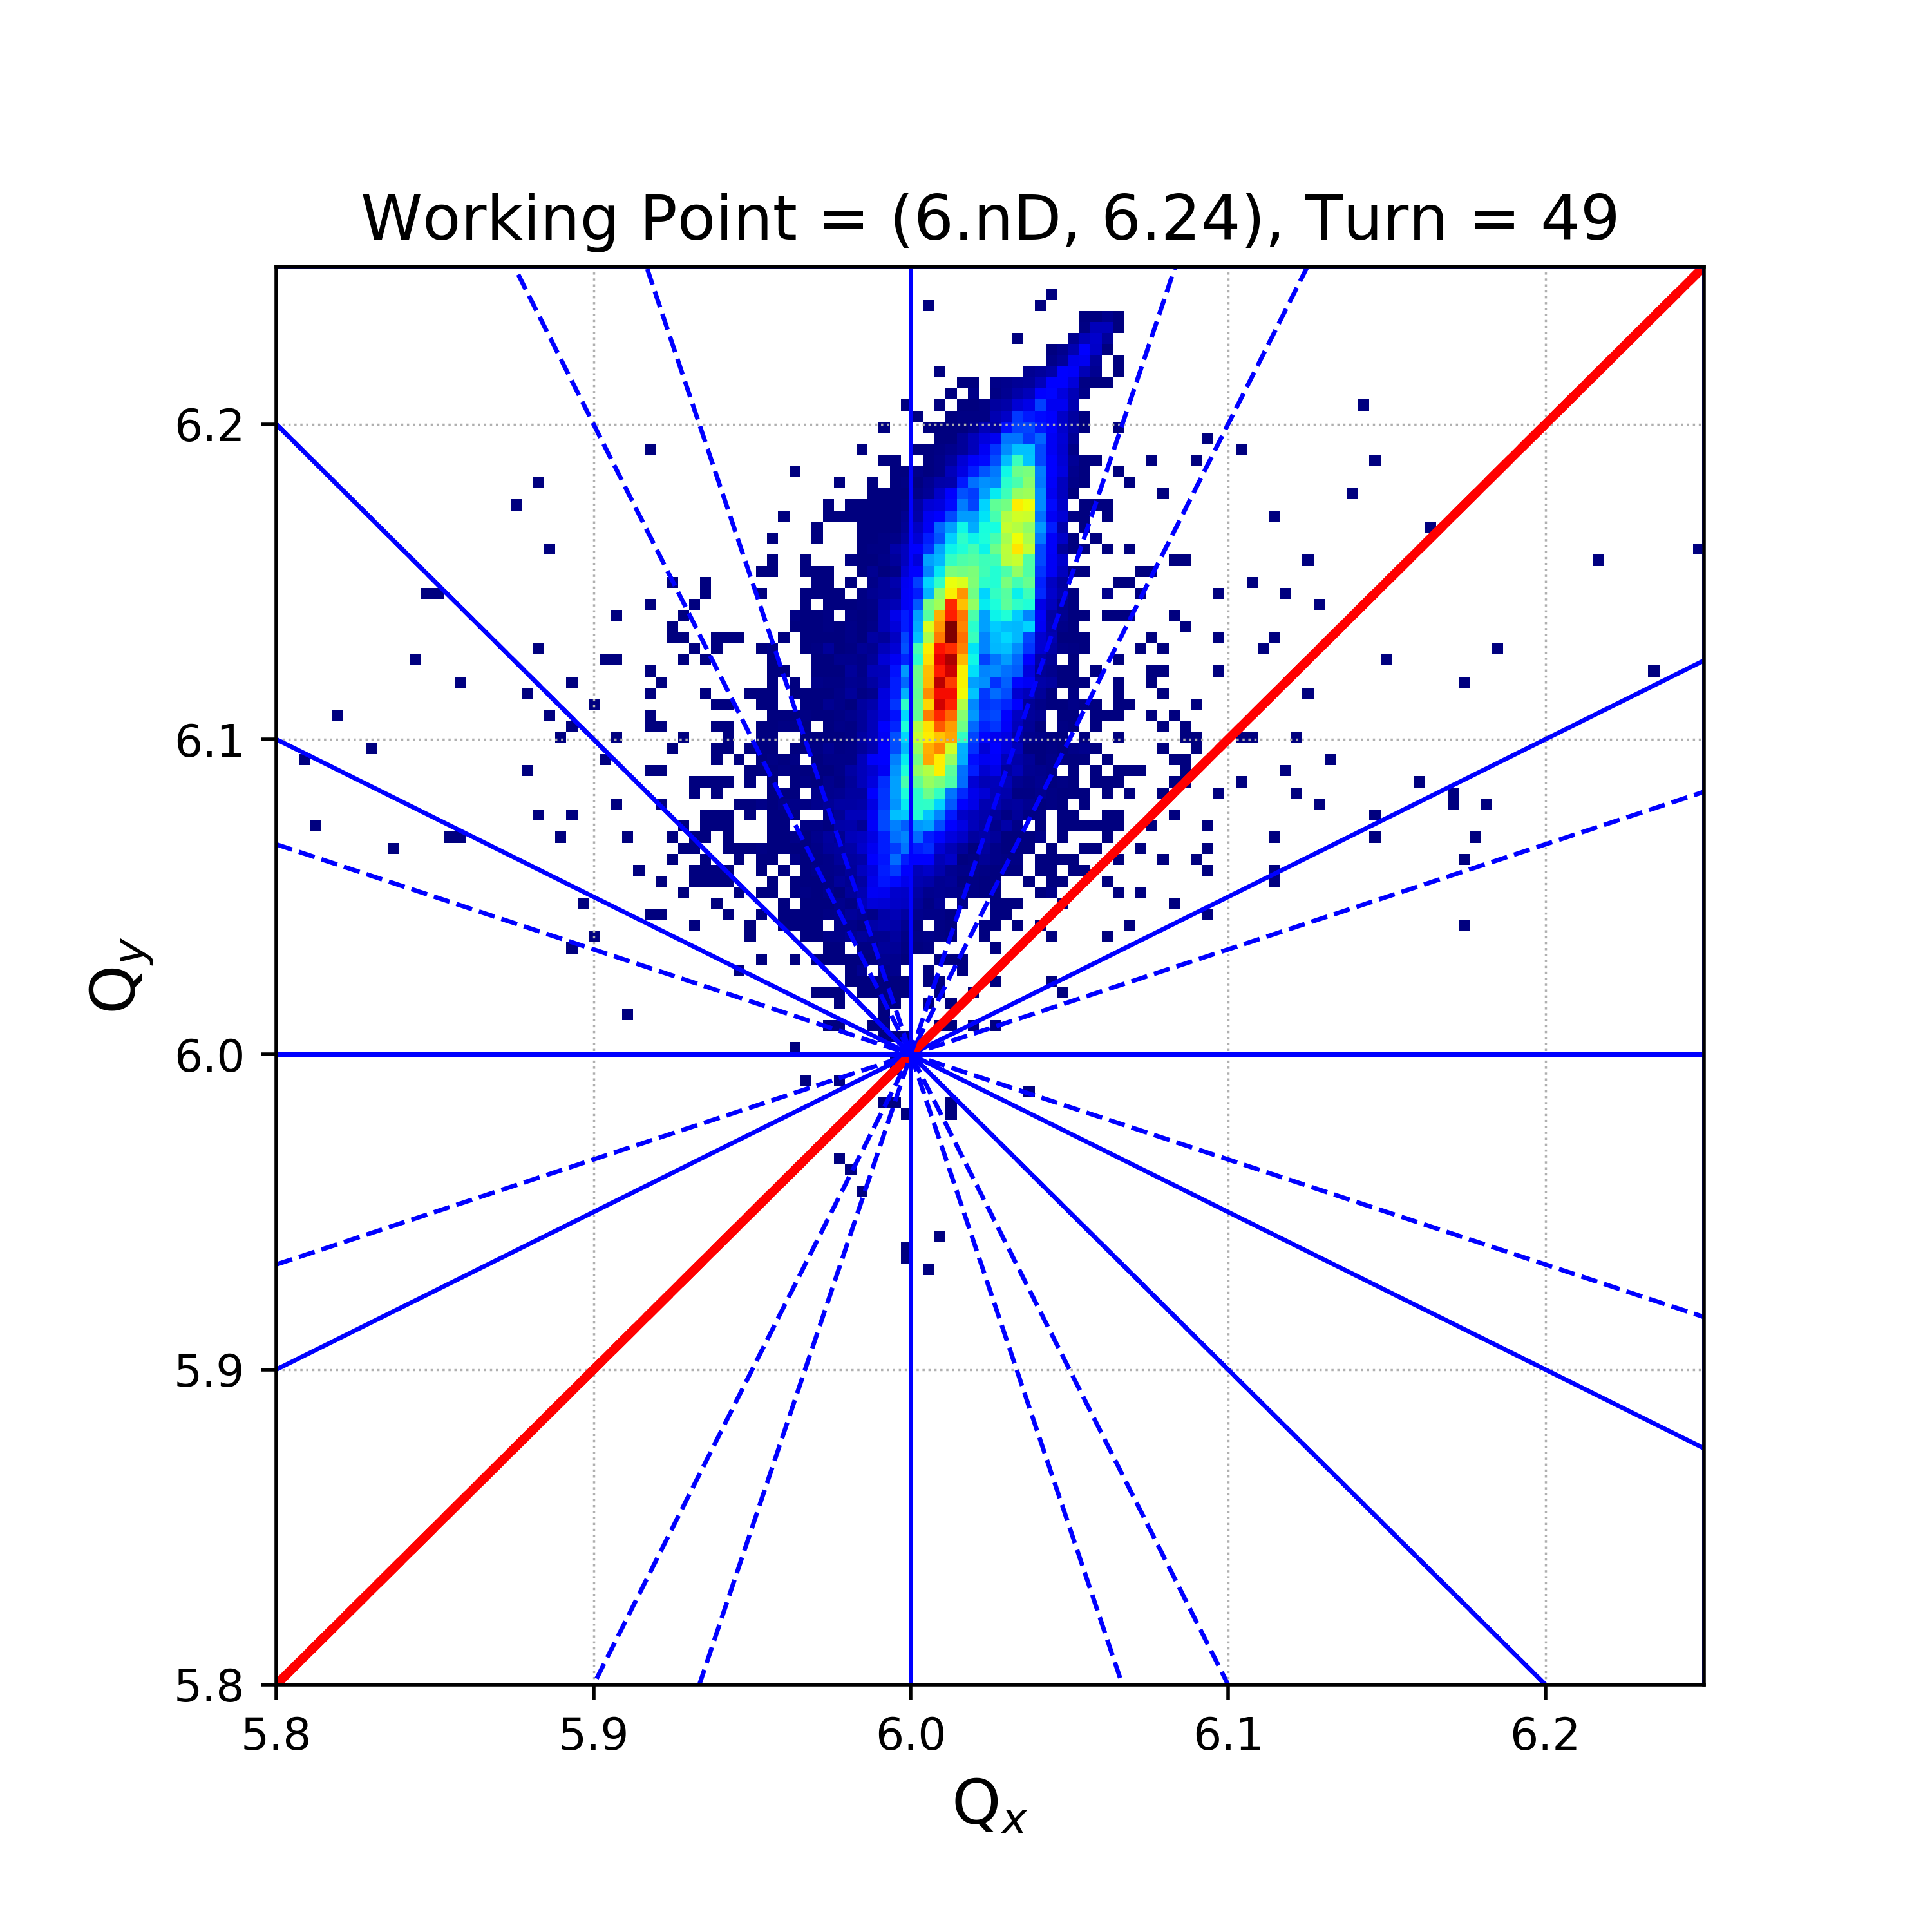 Working Point = (6.nD, 6.24), Turn = 49
6.2
6.1
6.0
5.9
5.8
Qy
5.8 5.9 6.0 6.1 6.2
Qx